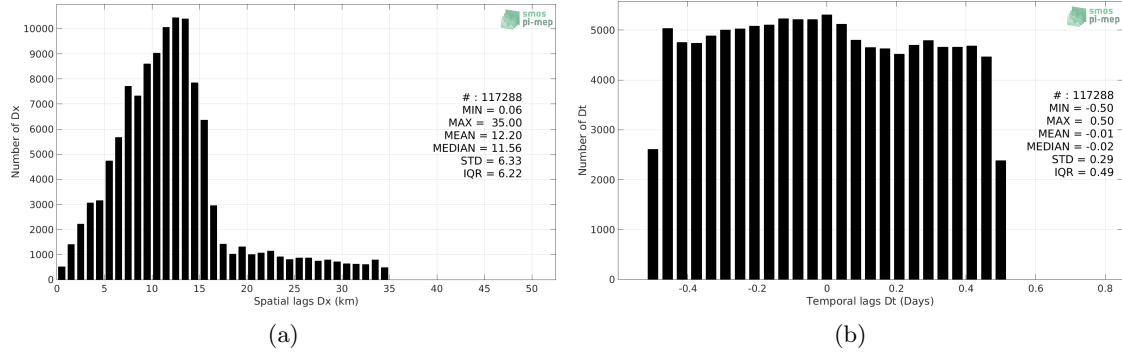 10000
9000
8000
7000
6000
5000
4000
3000
2000
1000
0
Number of Dx
0 5 10 15 20 25 30 35 40 45 50
Spatial lags Dx (km)
smos
pi-mep
# : 117288
MIN = 0.06
MAX = 35.00
MEAN = 12.20
MEDIAN = 11.56
STD = 6.33
IQR = 6.22
(a)
5000
4000
3000
2000
1000
0
Number of Dt
-0.4 -0.2 0 0.2 0.4 0.6 0.8
Temporal lags Dt (Days)
smos
pi-mep
# : 117288
MIN = -0.50
MAX = 0.50
MEAN = -0.01
MEDIAN = -0.02
STD = 0.29
IQR = 0.49
(b)